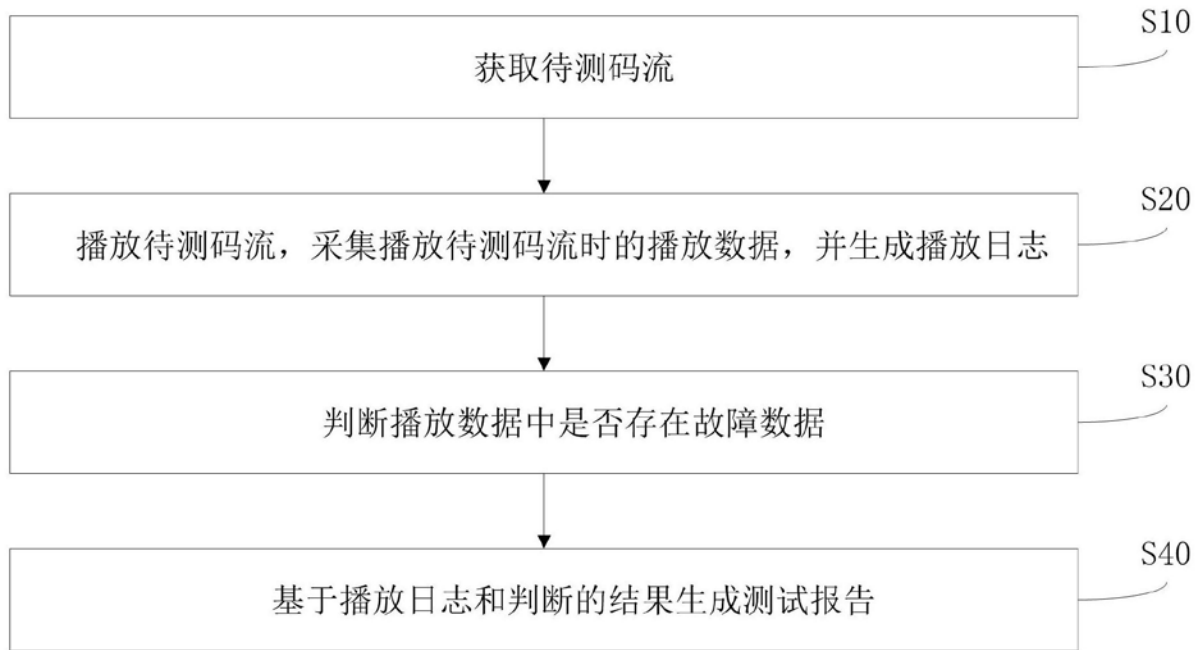 S10
获取待测码流
S20
播放待测码流，采集播放待测码流时的播放数据，并生成播放日志
S30
判断播放数据中是否存在故障数据
S40
基于播放日志和判断的结果生成测试报告